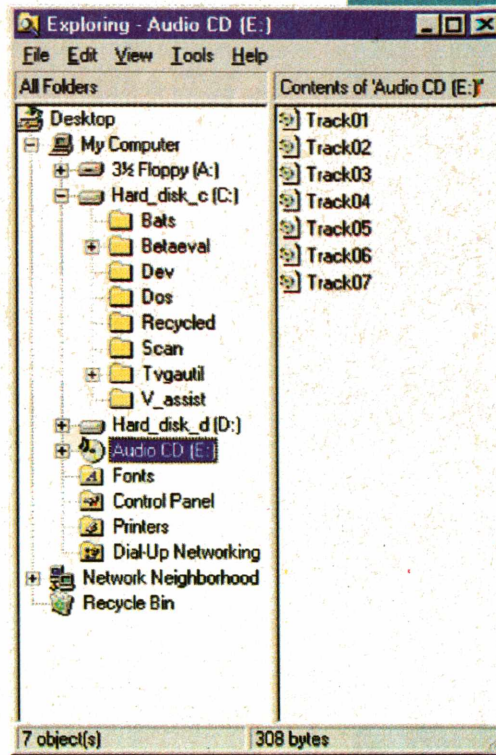 Exploring - Audio CD (E:)
File Edit View Tools Help
All Folders
Contents of 'Audio CD (E:)'
Desktop
My Computer
3½ Floppy (A:)
Hard_disk_c (C:)
Bats
Betaeval
Dev
Dos
Recycled
Scan
Tvgautil
V_assist
Hard_disk_d (D:)
Audio CD (E:)
Fonts
Control Panel
Printers
Dial-Up Networking
Network Neighborhood
Recycle Bin
Track01
Track02
Track03
Track04
Track05
Track06
Track07
7 object(s)
308 bytes